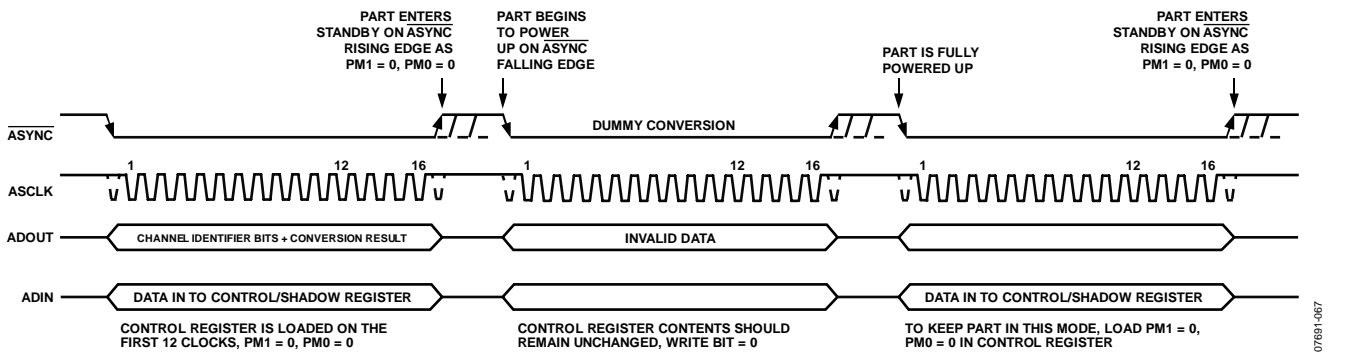 PART ENTERS
STANDBY ON ASYNC
RISING EDGE AS
PM1 = 0, PM0 = 0
PART BEGINS
TO POWER
UP ON ASYNC
FALLING EDGE
PART IS FULLY
POWERED UP
PART ENTERS
STANDBY ON ASYNC
RISING EDGE AS
PM1 = 0, PM0 = 0
ASYNC
DUMMY CONVERSION
ASCLK
1 12 16 1 12 16 1 12 16
ADOUT
CHANNEL IDENTIFIER BITS + CONVERSION RESULT
INVALID DATA
ADIN
DATA IN TO CONTROL/SHADOW REGISTER
DATA IN TO CONTROL/SHADOW REGISTER
CONTROL REGISTER IS LOADED ON THE
FIRST 12 CLOCKS, PM1 = 0, PM0 = 0
CONTROL REGISTER CONTENTS SHOULD
REMAIN UNCHANGED, WRITE BIT = 0
TO KEEP PART IN THIS MODE, LOAD PM1 = 0,
PM0 = 0 IN CONTROL REGISTER
07691-067